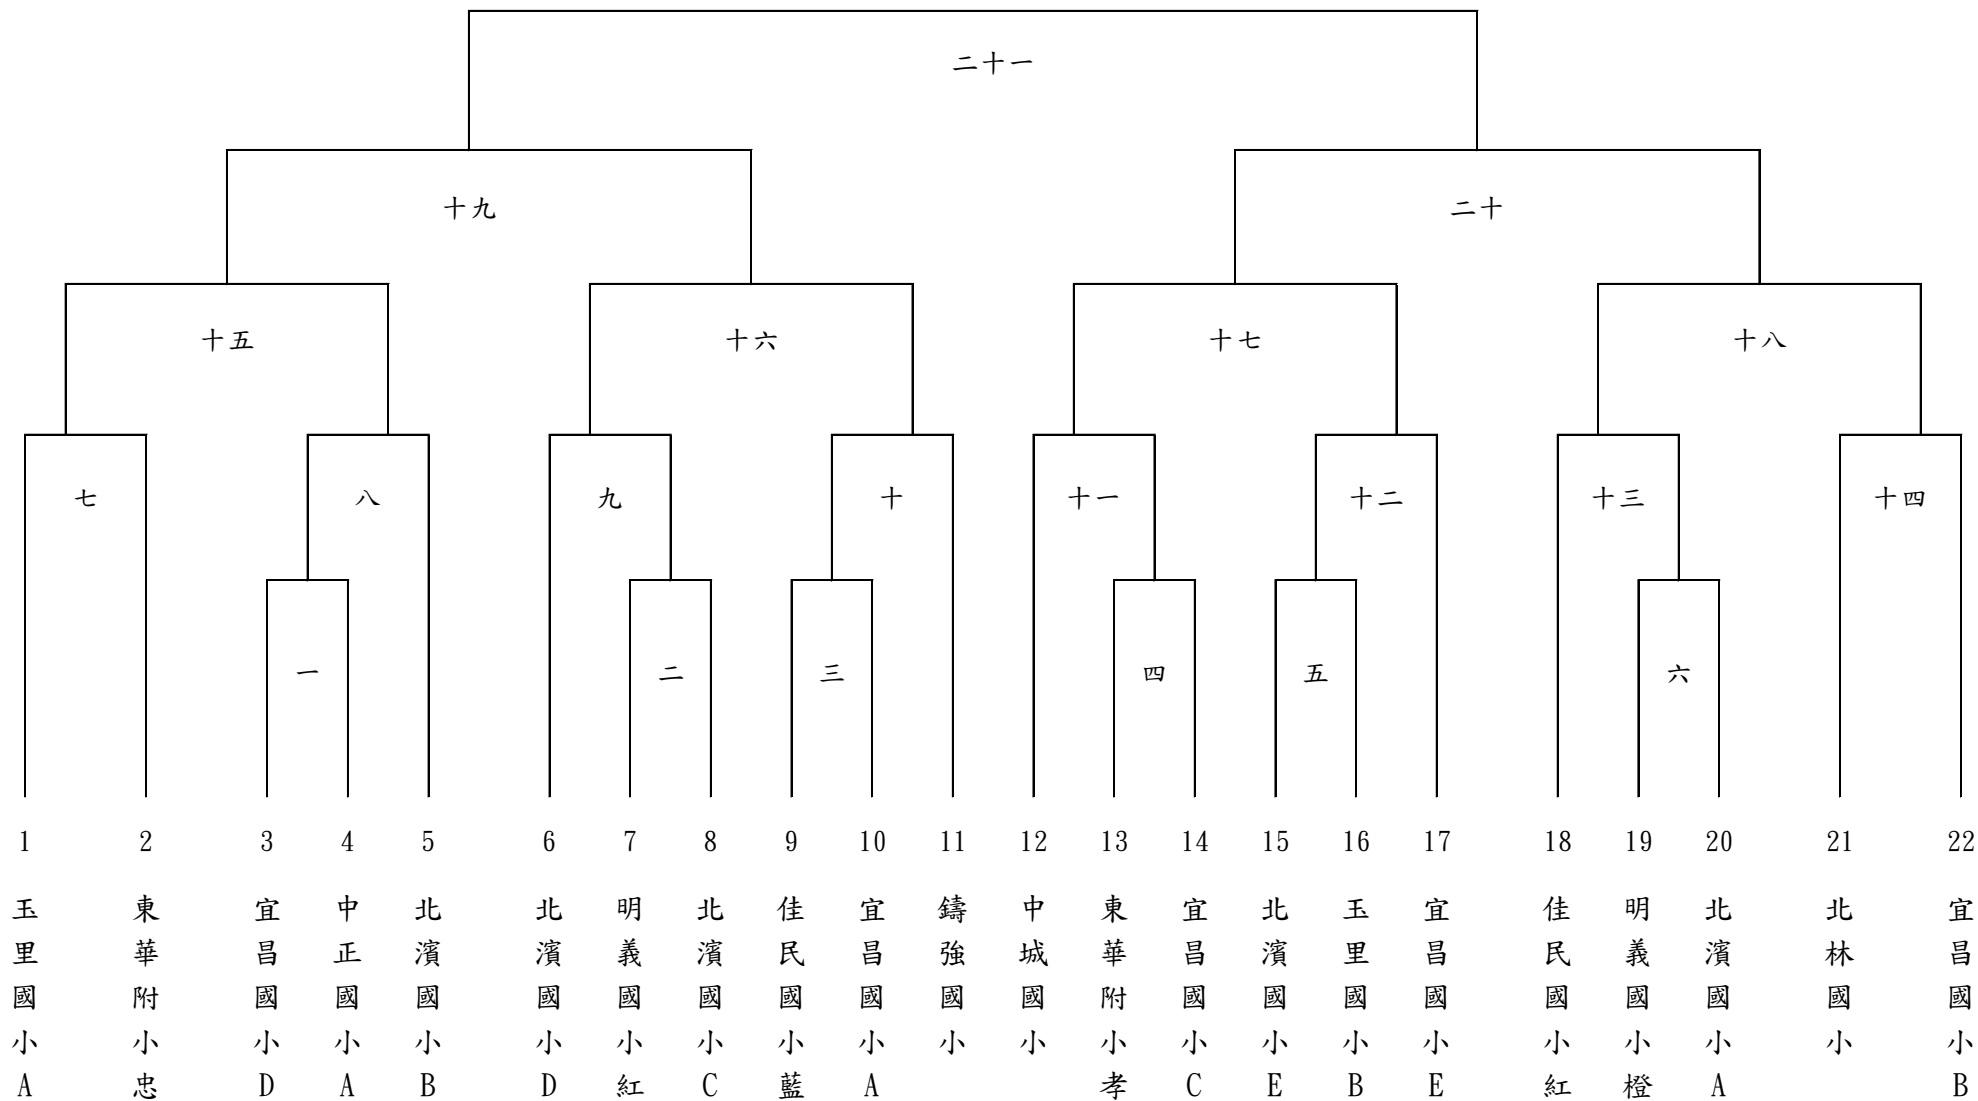 二十一
十九
二十
十五
十六
十七
十八
七
八
九
十
十一
十二
十三
十四
一
二
三
四
五
六
1
2
3
4
5
6
7
8
9
10
11
12
13
14
15
16
17
18
19
20
21
22
玉里國小A
東華附小忠
宜昌國小D
中正國小A
北濱國小B
北濱國小D
明義國小紅
北濱國小C
佳民國小藍
宜昌國小A
鑄強國小
中城國小
東華附小孝
宜昌國小C
北濱國小E
玉里國小B
宜昌國小E
佳民國小紅
明義國小橙
北濱國小A
北林國小
宜昌國小B